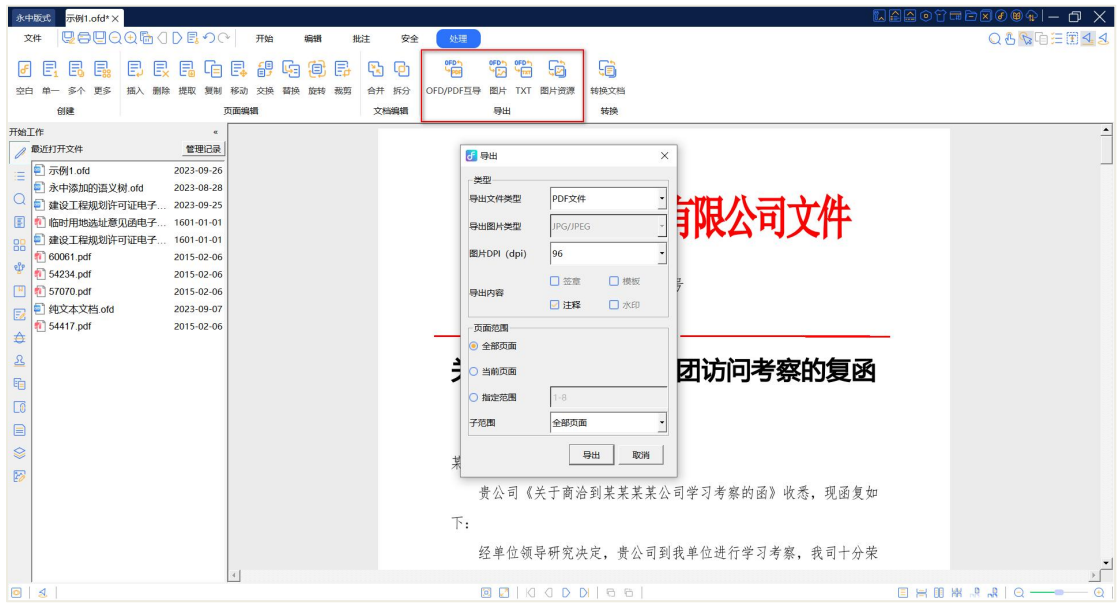 永中版式 示例1.ofd*
文件 开始 编辑 批注 安全 处理
空白 单一 多个 更多 插入 删除 提取 复制 移动 交换 替换 旋转 裁剪 合并 拆分 OFD/PDF互导 图片 TXT 图片资源 转换文档
创建 页面编辑 文档编辑 导出 转换
开始工作
最近打开文件 管理记录
示例1.ofd 2023-09-26
永中添加的语义树.ofd 2023-08-28
建设工程规划许可证电子... 2023-09-25
临时用地选址意见函电子... 1601-01-01
建设工程规划许可证电子... 1601-01-01
60061.pdf 2015-02-06
54234.pdf 2015-02-06
57070.pdf 2015-02-06
纯文本文档.ofd 2023-09-07
54417.pdf 2015-02-06
导出
类型
导出文件类型 PDF文件
导出图片类型 JPG/JPEG
图片DPI（dpi） 96
导出内容
签章 模板
注释 水印
页面范围
全部页面
当前页面
指定范围 1-8
子范围 全部页面
导出 取消
有限公司文件
号
关
团访问考察的复函
某
贵公司《关于商洽到某某某某公司学习考察的函》收悉，现函复如
下：
经单位领导研究决定，贵公司到我单位进行学习考察，我司十分荣